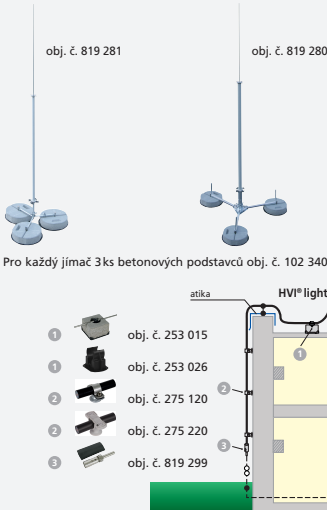 obj. č. 819 281
obj. č. 819 280
Pro každý jímač 3 ks betonových podstavců obj. č. 102 340
atika
HVI® light
1 obj. č. 253 015
1
1 obj. č. 253 026
2 obj. č. 275 120
2
2 obj. č. 275 220
3 obj. č. 819 299
3